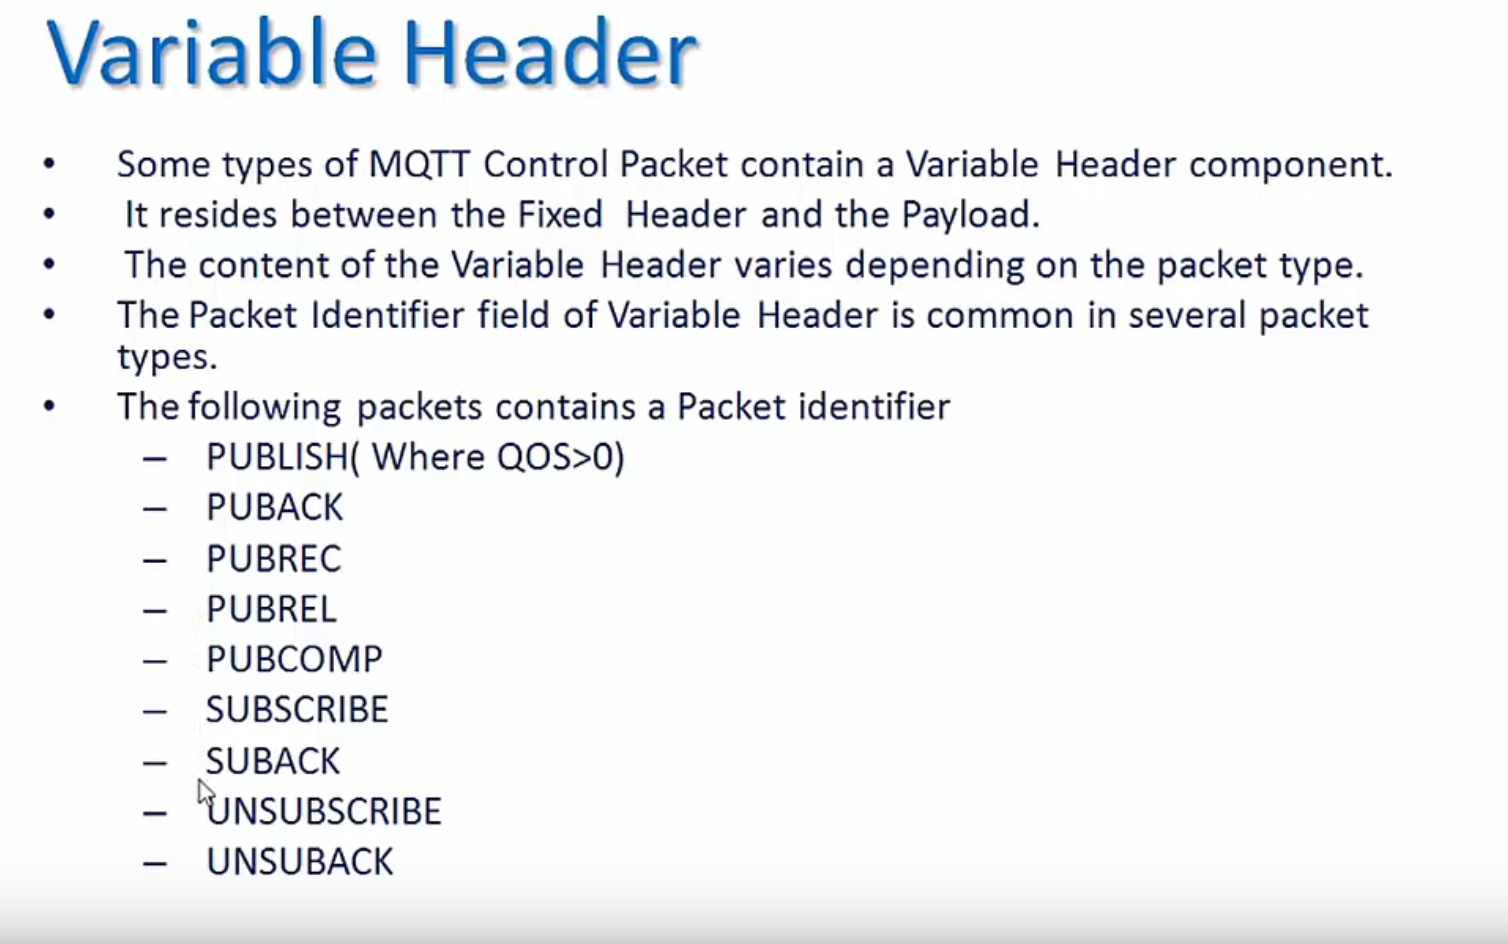 Variable Header
• Some types of MQTT Control Packet contain a Variable Header component.
• It resides between the Fixed Header and the Payload.
• The content of the Variable Header varies depending on the packet type.
• The Packet Identifier field of Variable Header is common in several packet
types.
• The following packets contains a Packet identifier
– PUBLISH( Where QOS>0)
– PUBACK
– PUBREC
– PUBREL
– PUBCOMP
– SUBSCRIBE
– SUBACK
– UNSUBSCRIBE
– UNSUBACK